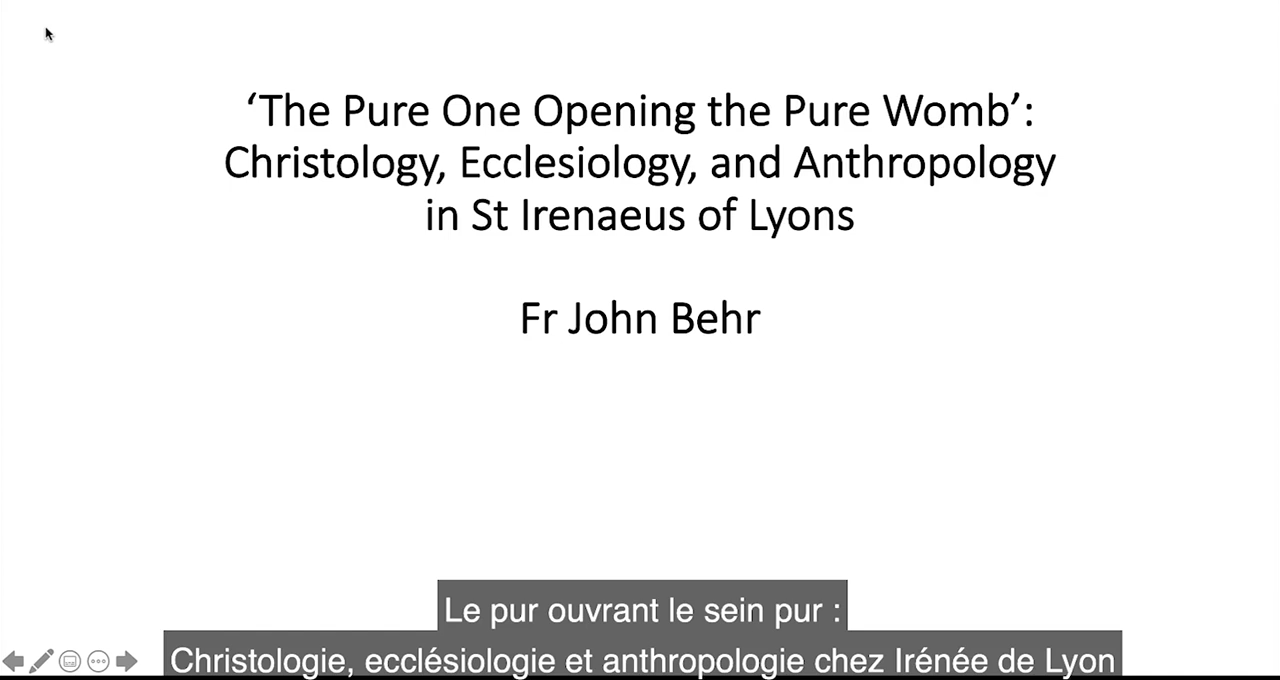 ‘The Pure One Opening the Pure Womb’:
Christology, Ecclesiology, and Anthropology
in St Irenaeus of Lyons
Fr John Behr
Le pur ouvrant le sein pur :
Christologie, ecclésiologie et anthropologie chez Irénée de Lyon